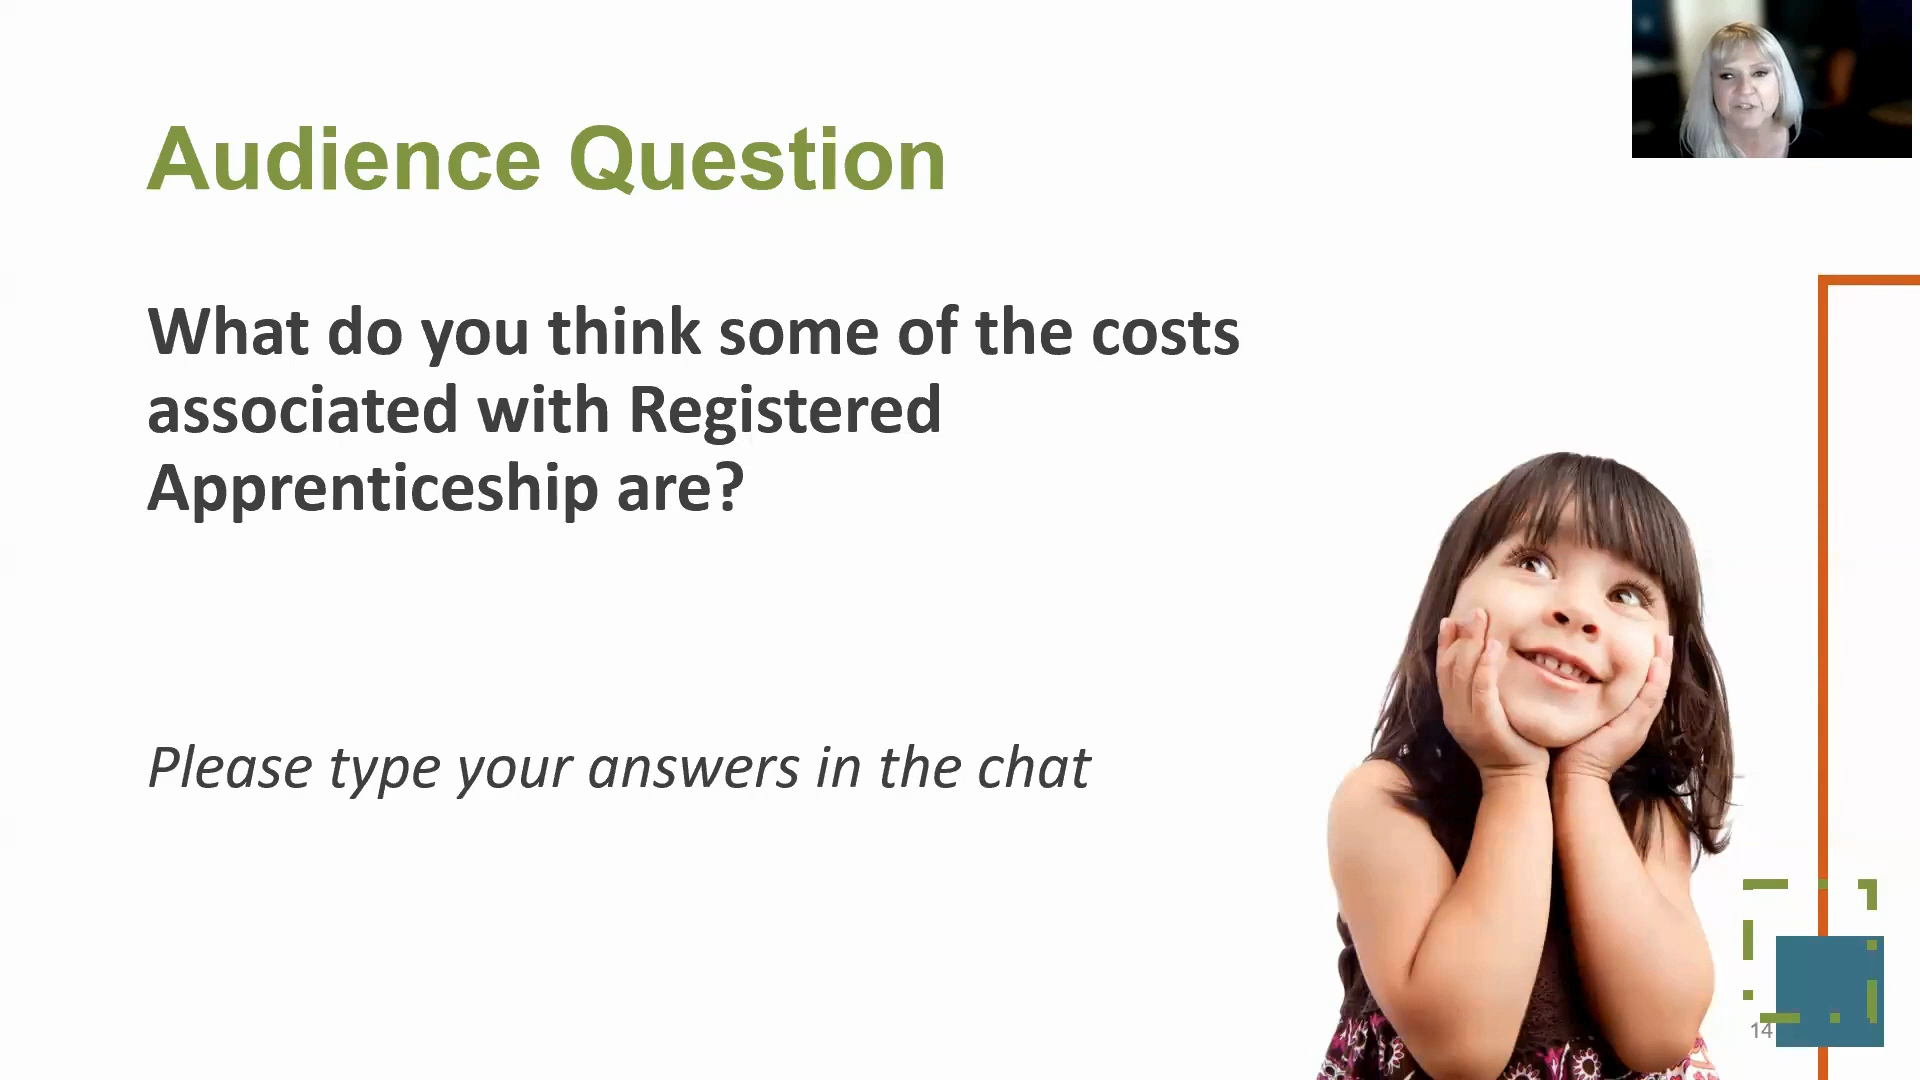 Audience Question
What do you think some of the costs
associated with Registered
Apprenticeship are?
Please type your answers in the chat
14